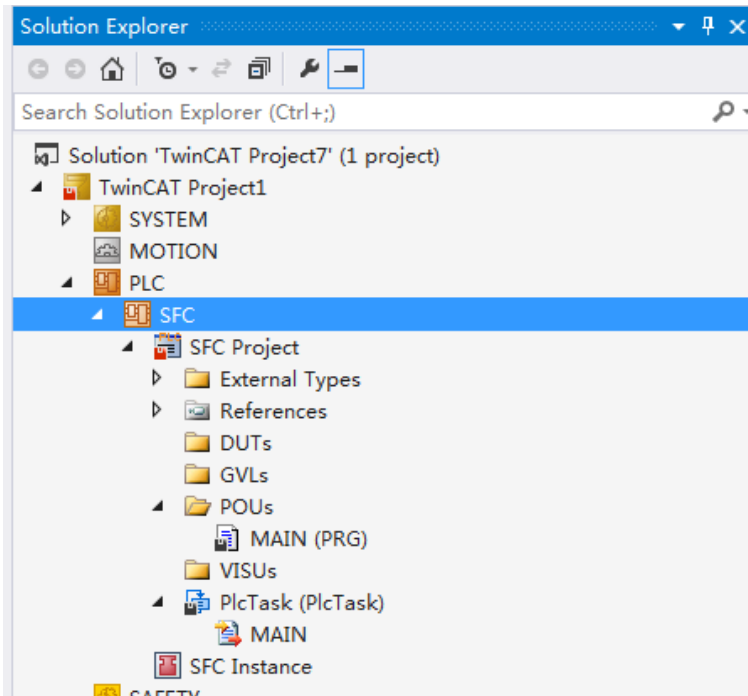 Solution Explorer
Search Solution Explorer (Ctrl+;)
Solution 'TwinCAT Project7' (1 project)
TwinCAT Project1
SYSTEM
MOTION
PLC
SFC
SFC Project
External Types
References
DUTs
GVLs
POUs
MAIN (PRG)
VISUs
PlcTask (PlcTask)
MAIN
SFC Instance
SAFETY